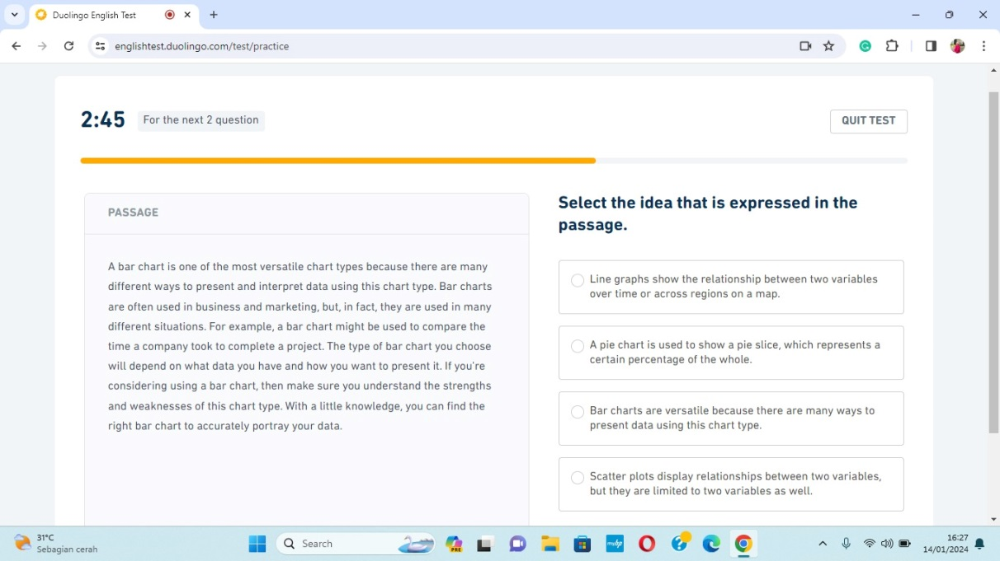 Duolingo English Test
englishtest.duolingo.com/test/practice
2:45
For the next 2 question
QUIT TEST
PASSAGE
A bar chart is one of the most versatile chart types because there are many
different ways to present and interpret data using this chart type. Bar charts
are often used in business and marketing, but, in fact, they are used in many
different situations. For example, a bar chart might be used to compare the
time a company took to complete a project. The type of bar chart you choose
will depend on what data you have and how you want to present it. If you're
considering using a bar chart, then make sure you understand the strengths
and weaknesses of this chart type. With a little knowledge, you can find the
right bar chart to accurately portray your data.
Select the idea that is expressed in the
passage.
Line graphs show the relationship between two variables
over time or across regions on a map.
A pie chart is used to show a pie slice, which represents a
certain percentage of the whole.
Bar charts are versatile because there are many ways to
present data using this chart type.
Scatter plots display relationships between two variables,
but they are limited to two variables as well.
31°C
Sebagian cerah
Search
PRE
myhp
16:27
14/01/2024